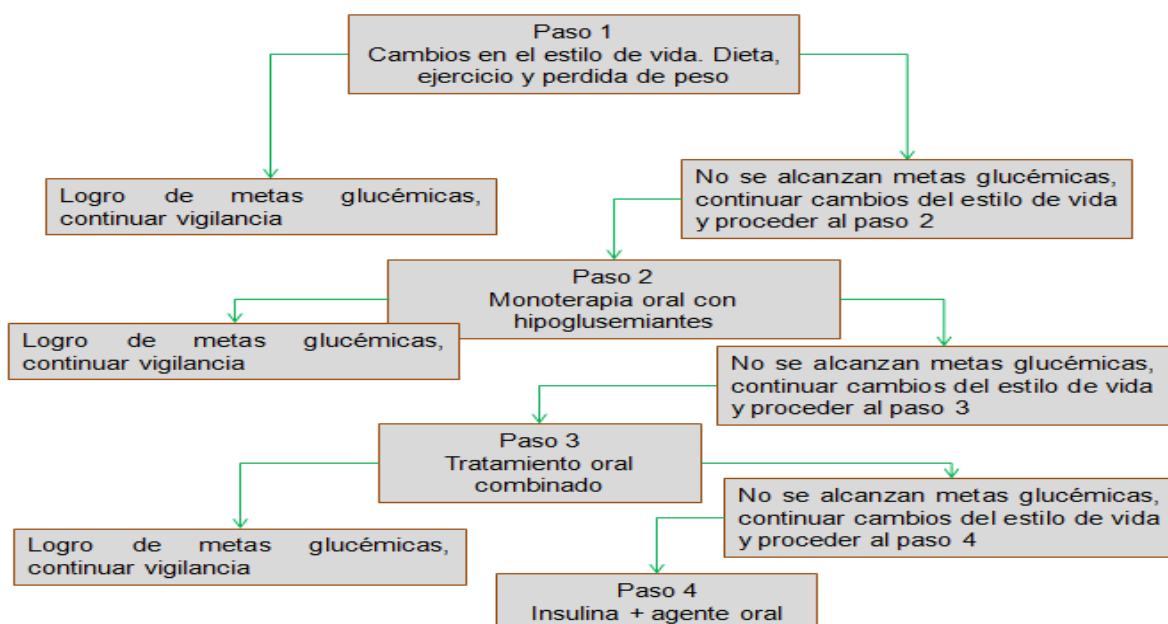 Paso 1
Cambios en el estilo de vida. Dieta,
ejercicio y perdida de peso
Logro de metas glucémicas,
continuar vigilancia
No se alcanzan metas glucémicas,
continuar cambios del estilo de vida
y proceder al paso 2
Paso 2
Monoterapia oral con
hipoglusemiantes
Logro de metas glucémicas,
continuar vigilancia
No se alcanzan metas glucémicas,
continuar cambios del estilo de vida
y proceder al paso 3
Paso 3
Tratamiento oral
combinado
Logro de metas glucémicas,
continuar vigilancia
No se alcanzan metas glucémicas,
continuar cambios del estilo de vida
y proceder al paso 4
Paso 4
Insulina + agente oral